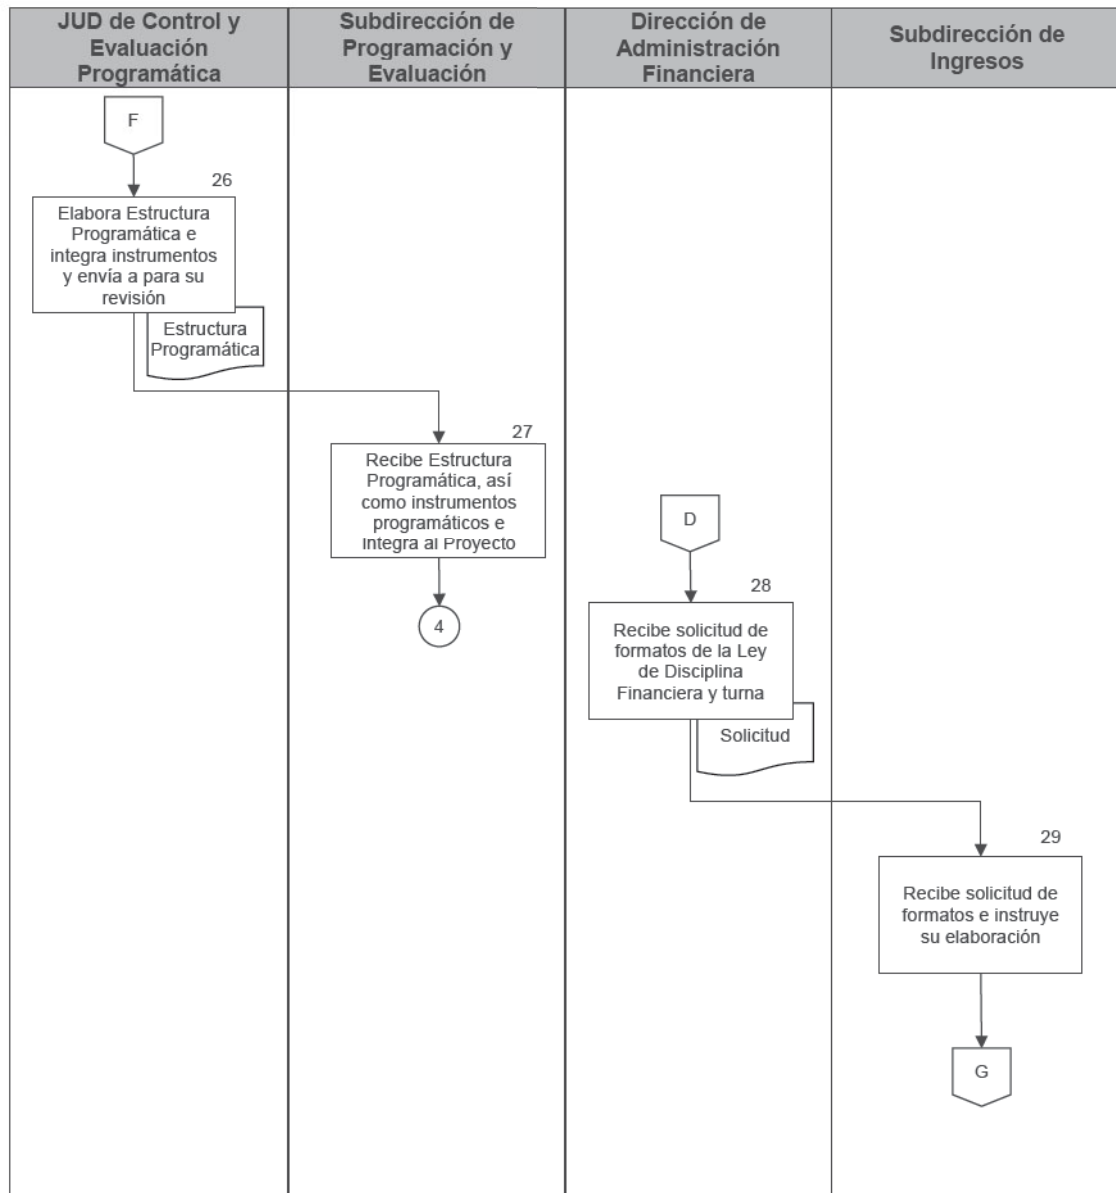 JUD de Control y
Evaluación
Programática
Subdirección de
Programación y
Evaluación
Dirección de
Administración
Financiera
Subdirección de
Ingresos
F
26
Elabora Estructura
Programática e
integra instrumentos
y envía a para su
revisión
Estructura
Programática
27
Recibe Estructura
Programática, así
como instrumentos
programáticos e
Integra al Proyecto
4
D
28
Recibe solicitud de
formatos de la Ley
de Disciplina
Financiera y turna
Solicitud
29
Recibe solicitud de
formatos e instruye
su elaboración
G